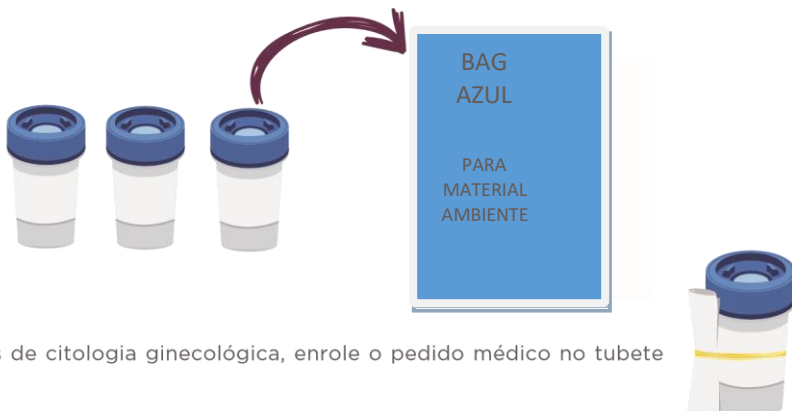 BAG
AZUL
PARA
MATERIAL
AMBIENTE
de citologia ginecológica, enrole o pedido médico no tubete